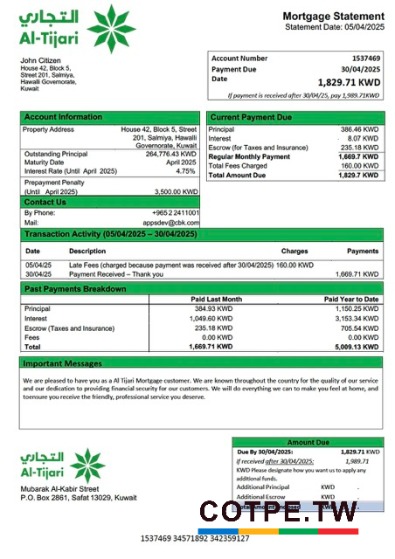 التجاري
Al-Tijari
Mortgage Statement
Statement Date: 05/04/2025
John Citizen
House 42, Block 5,
Street 201, Salmiya,
Hawalli Governorate,
Kuwait
Account Number 1537469
Payment Due 30/04/2025
Date 1,829.71 KWD
If payment is received after 30/04/25, pay 1,989.71KWD
Account Information
Property Address House 42, Block 5, Street
201, Salmiya, Hawalli
Governorate, Kuwait
Outstanding Principal 264,776.43 KWD
Maturity Date April 2025
Interest Rate (Until April 2025) 4.75%
Prepayment Penalty
(Until April 2025) 3,500.00 KWD
Contact Us
By Phone: +965 2 2411001
Mail: appsdev@cbk.com
Current Payment Due
Principal 386.46 KWD
Interest 8.07 KWD
Escrow (for Taxes and Insurance) 235.18 KWD
Regular Monthly Payment 1,669.7 KWD
Total Fees Charged 160.00 KWD
Total Amount Due 1,829.7 KWD
Transaction Activity (05/04/2025 – 30/04/2025)
Date Description Charges Payments
05/04/25 Late Fees (charged because payment was received after 30/04/2025) 160.00 KWD
30/04/25 Payment Received – Thank you 1,669.71 KWD
Past Payments Breakdown
Paid Last Month Paid Year to Date
Principal 384.93 KWD 1,150.25 KWD
Interest 1,049.60 KWD 3,153.34 KWD
Escrow (Taxes and Insurance) 235.18 KWD 705.54 KWD
Fees 0.00 KWD 0.00 KWD
Total 1,669.71 KWD 5,009.13 KWD
Important Messages
We are pleased to have you as a Al Tijari Mortgage customer. We are known throughout the country for the quality of our service
and our dedication to providing financial security for our customers. We will do everything we can to make you feel at home, and
toensure you receive the friendly, professional service you deserve.
التجاري
Al-Tijari
Mubarak Al-Kabir Street
P.O. Box 2861, Safat 13029, Kuwait
Amount Due
Due By 30/04/2025: 1,829.71 KWD
If received after 30/04/2025: 1,989.71
KWD Please designate how you want us to apply any
additional funds.
Additional Principal KWD .
Additional Escrow KWD .
COTPE.TW
1537469 34571892 342359127